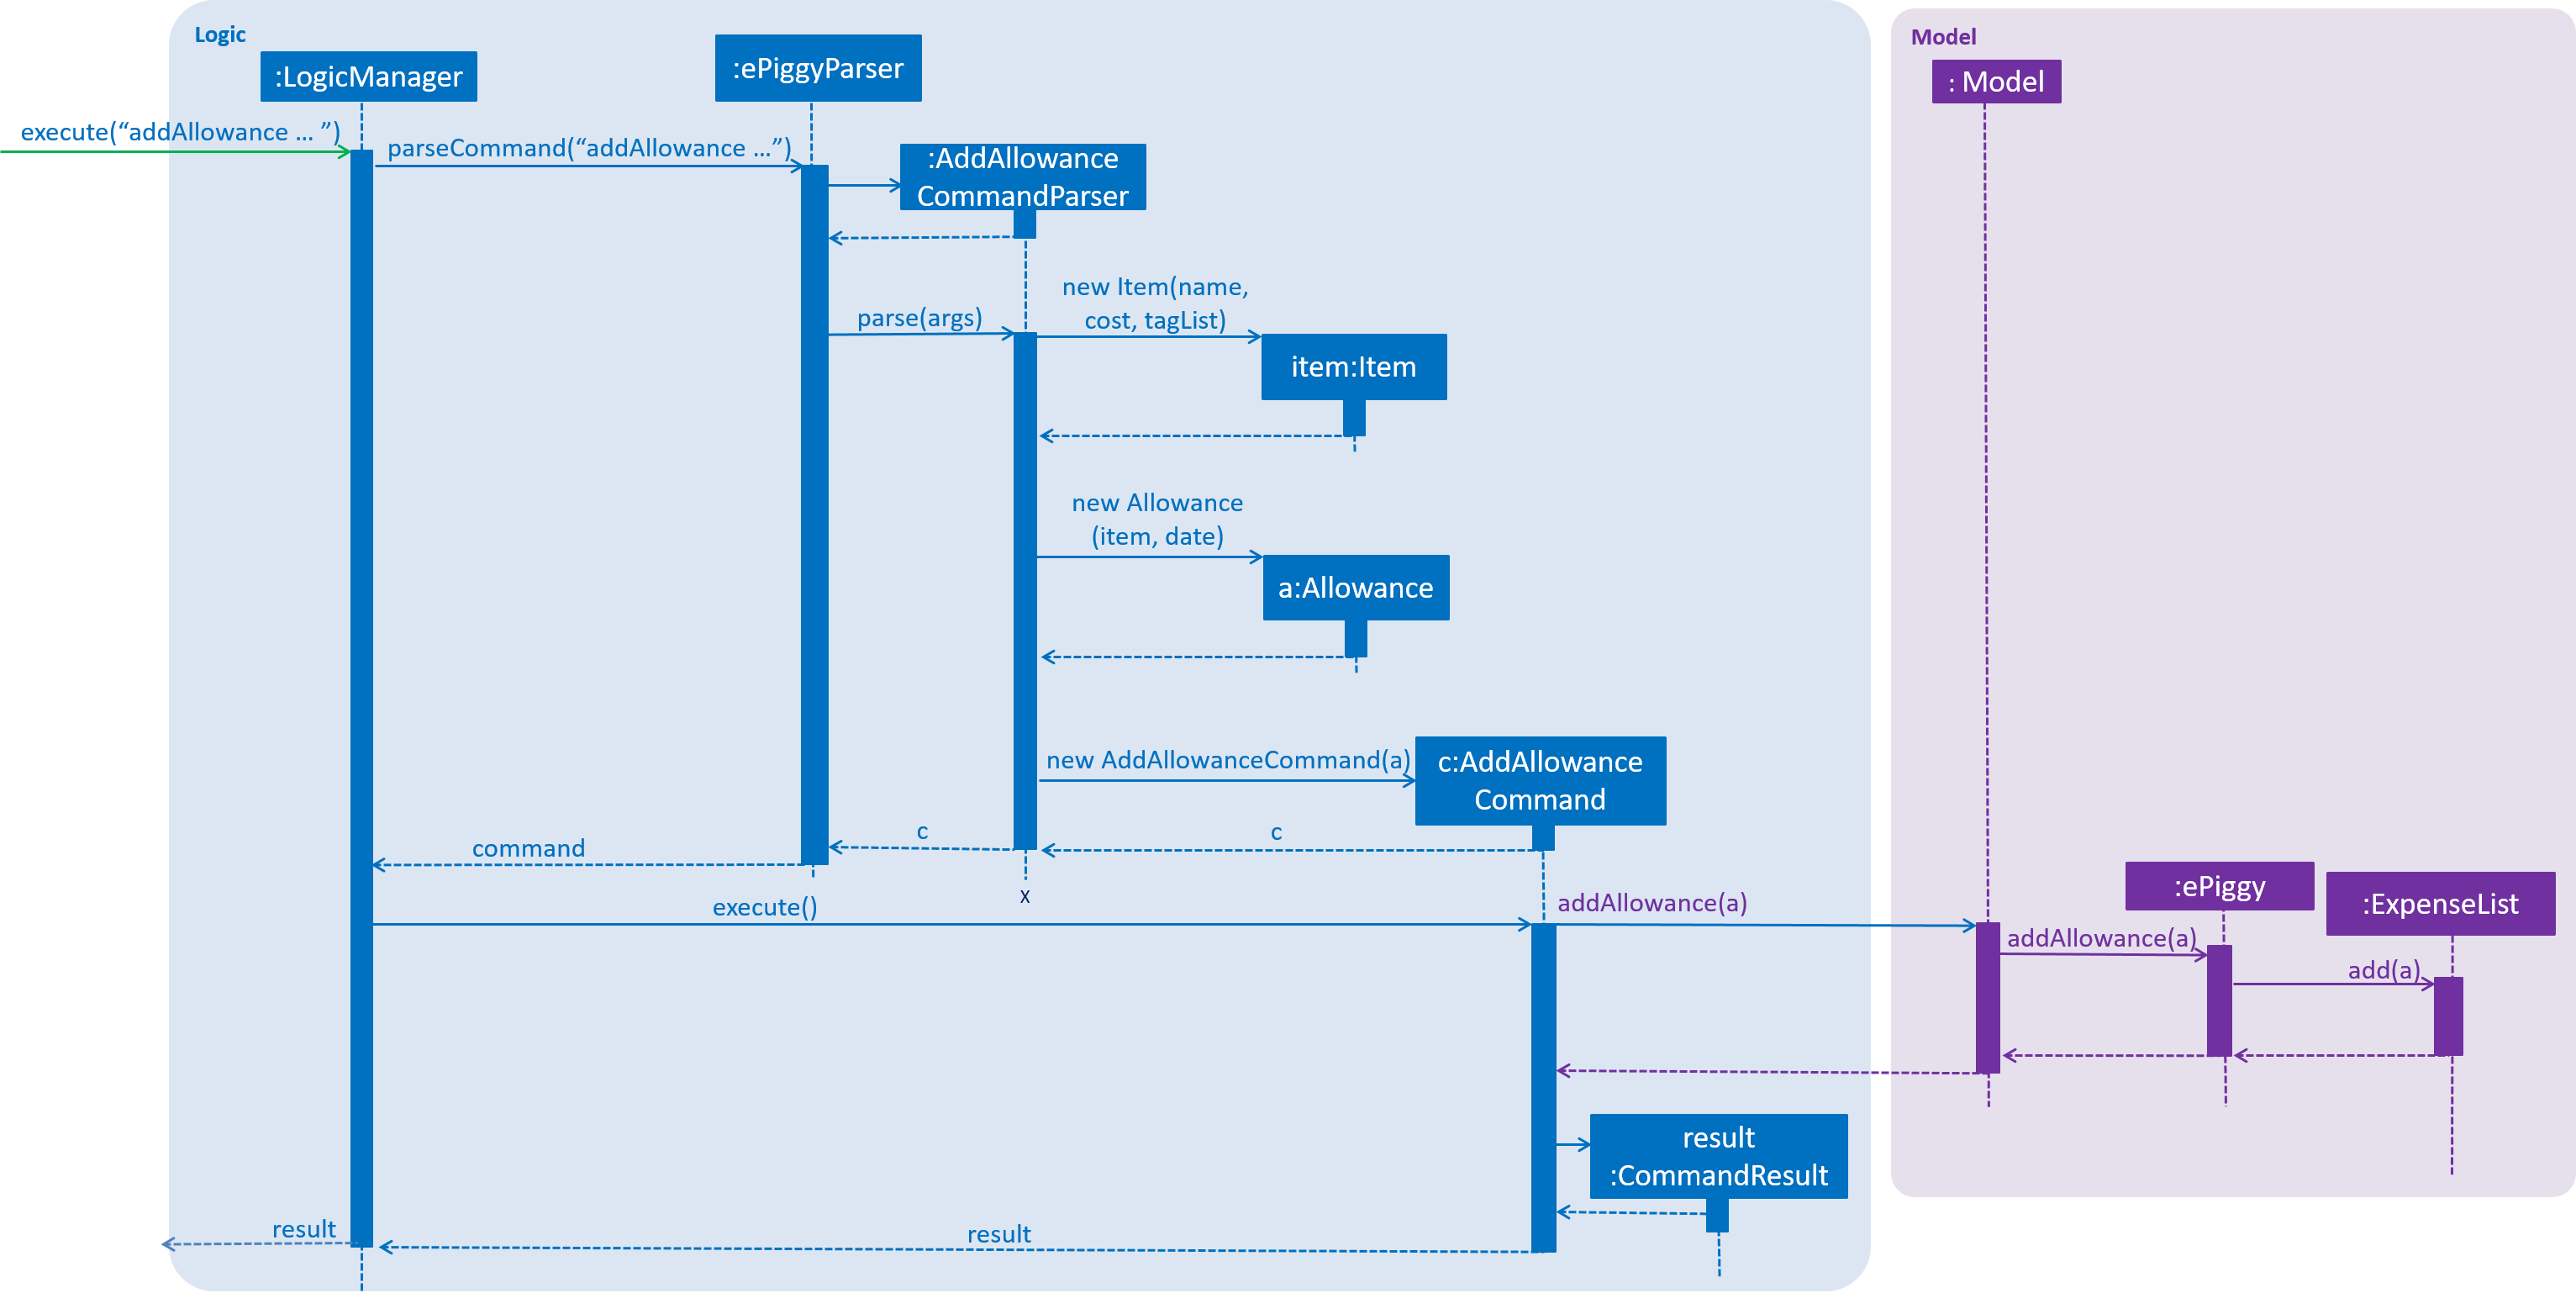 Logic
Model
:LogicManager
:ePiggyParser
: Model
execute(“addAllowance ... ”)
parseCommand(“addAllowance ...”)
:AddAllowance
CommandParser
new Item(name,
cost, tagList)
parse(args)
item:Item
new Allowance
(item, date)
a:Allowance
new AddAllowanceCommand(a)
c:AddAllowance
Command
c
c
command
x
execute()
addAllowance(a)
:ePiggy
:ExpenseList
addAllowance(a)
add(a)
result
:CommandResult
result
result